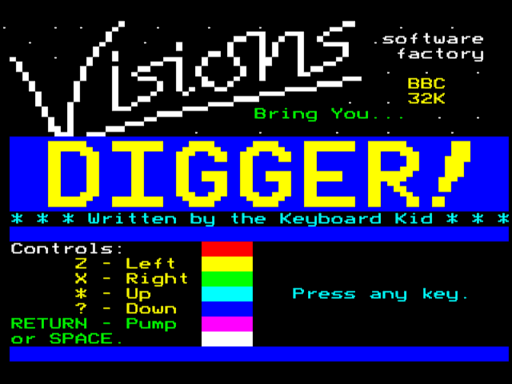 Visions
software
factory
BBC
32K
Bring You...
DIGGER!
* * * Written by the Keyboard Kid * * *
Controls:
Z - Left
X - Right
* - Up
Press any key.
? - Down
RETURN - Pump
or SPACE.